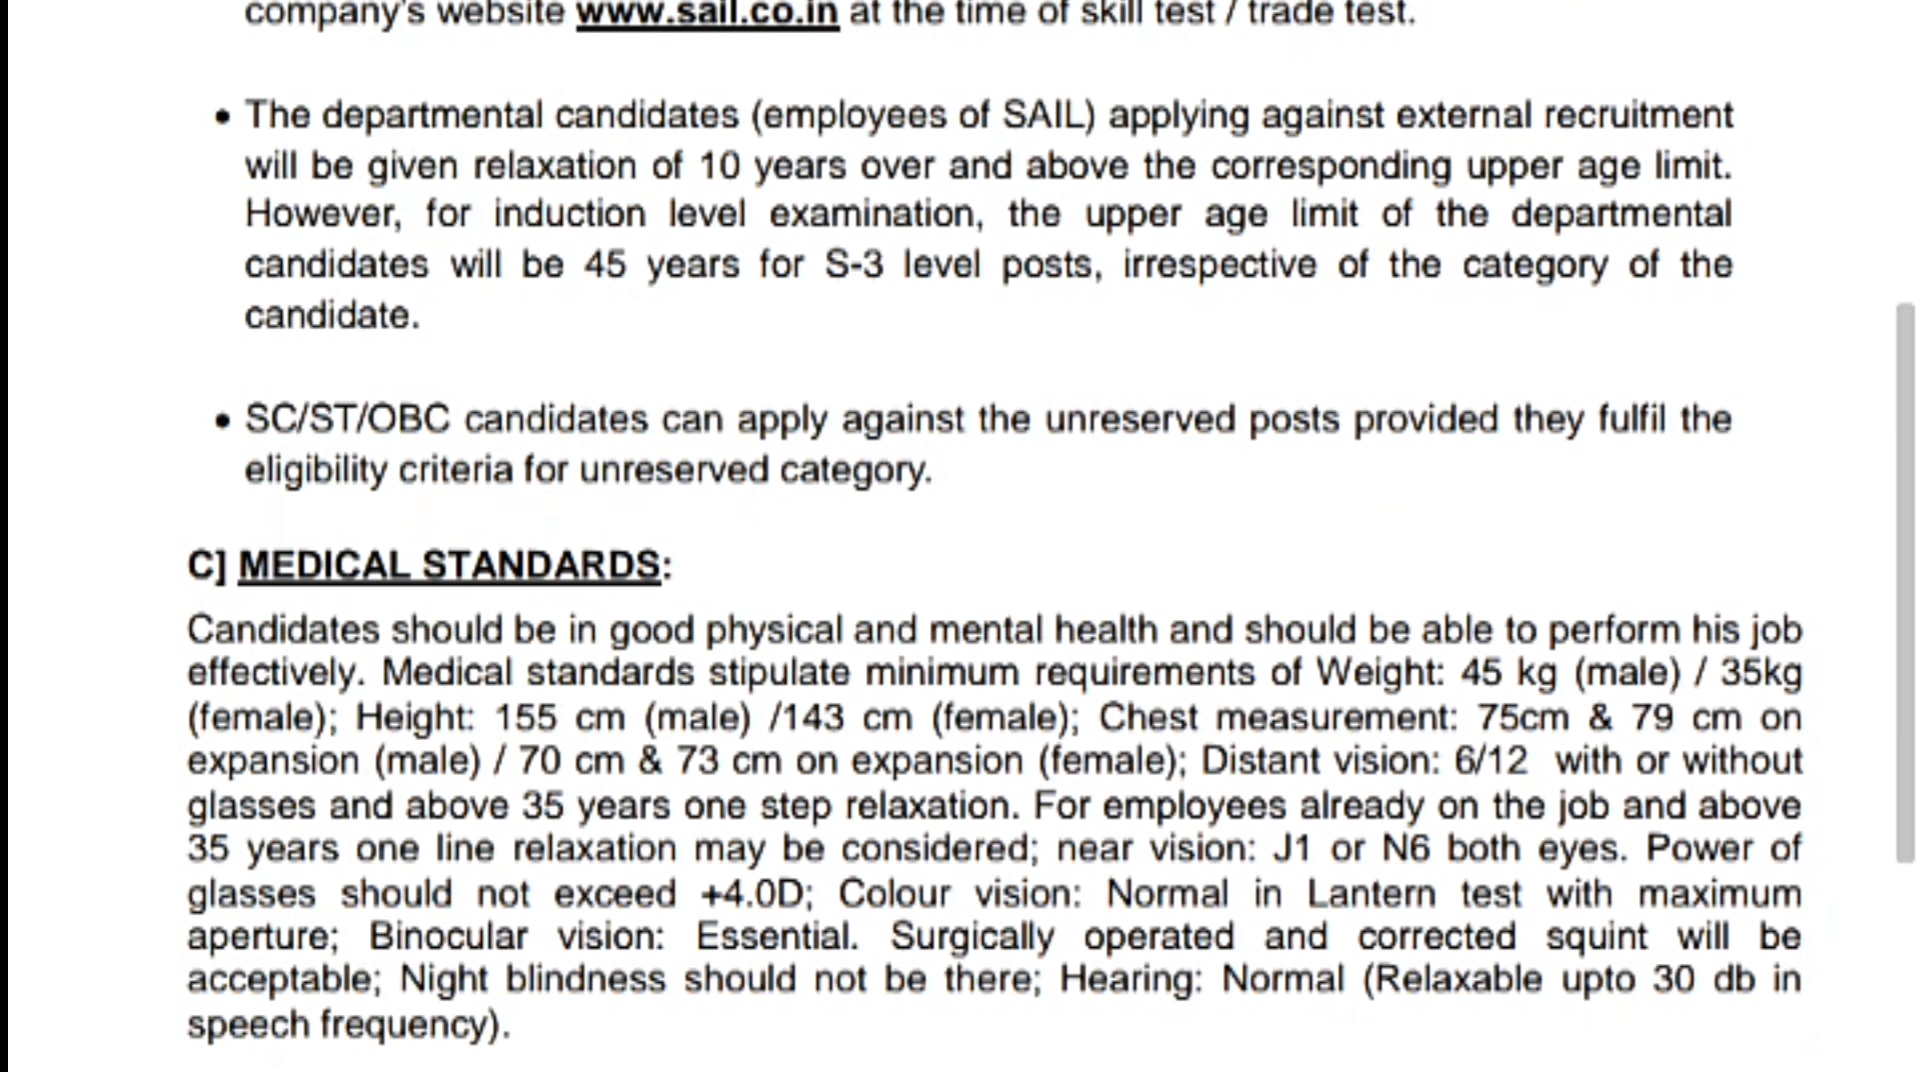 company's website www.sail.co.in at the time of skill test / trade test.
• The departmental candidates (employees of SAIL) applying against external recruitment
will be given relaxation of 10 years over and above the corresponding upper age limit.
However, for induction level examination, the upper age limit of the departmental
candidates will be 45 years for S-3 level posts, irrespective of the category of the
candidate.
• SC/ST/OBC candidates can apply against the unreserved posts provided they fulfil the
eligibility criteria for unreserved category.
C] MEDICAL STANDARDS:
Candidates should be in good physical and mental health and should be able to perform his job
effectively. Medical standards stipulate minimum requirements of Weight: 45 kg (male) / 35kg
(female); Height: 155 cm (male) /143 cm (female); Chest measurement: 75cm & 79 cm on
expansion (male) / 70 cm & 73 cm on expansion (female); Distant vision: 6/12 with or without
glasses and above 35 years one step relaxation. For employees already on the job and above
35 years one line relaxation may be considered; near vision: J1 or N6 both eyes. Power of
glasses should not exceed +4.0D; Colour vision: Normal in Lantern test with maximum
aperture; Binocular vision: Essential. Surgically operated and corrected squint will be
acceptable; Night blindness should not be there; Hearing: Normal (Relaxable upto 30 db in
speech frequency).